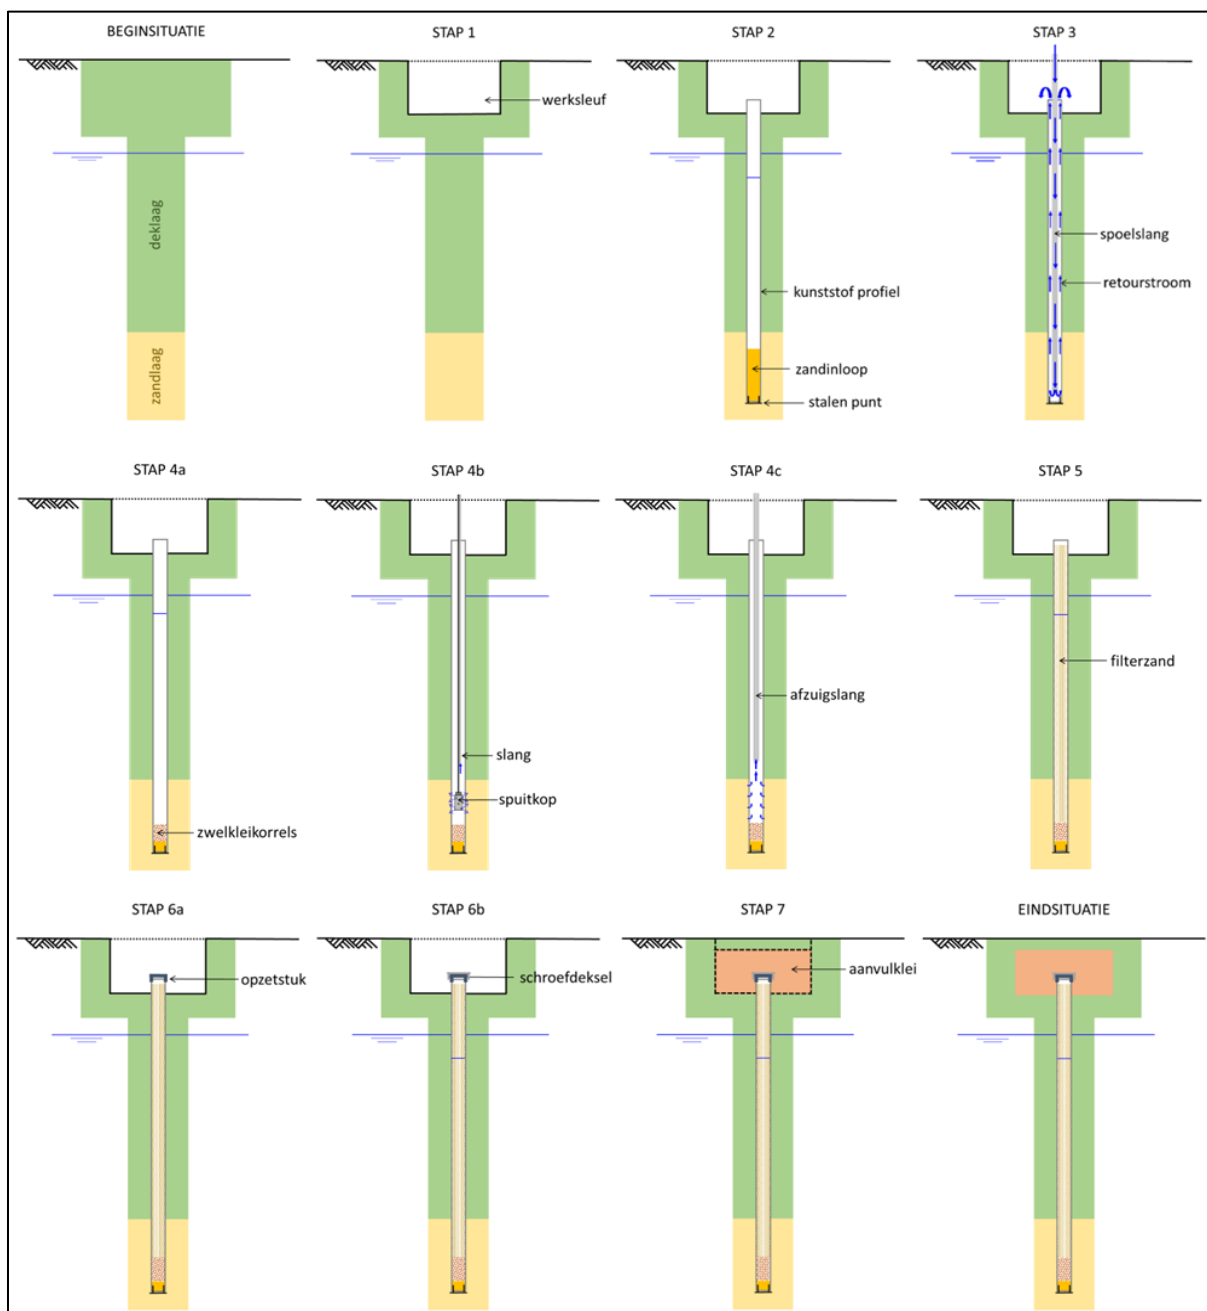 BEGINSITUATIE
STAP 1
STAP 2
STAP 3
deklaag
zandlaag
werksleuf
kunststof profiel
zandinloop
stalen punt
spoelslang
retourstroom
STAP 4a
STAP 4b
STAP 4c
STAP 5
zwelkleikorrels
slang
spuitkop
afzuigslang
filterzand
STAP 6a
STAP 6b
STAP 7
EINDSITUATIE
opzetstuk
schroefdeksel
aanvulklei